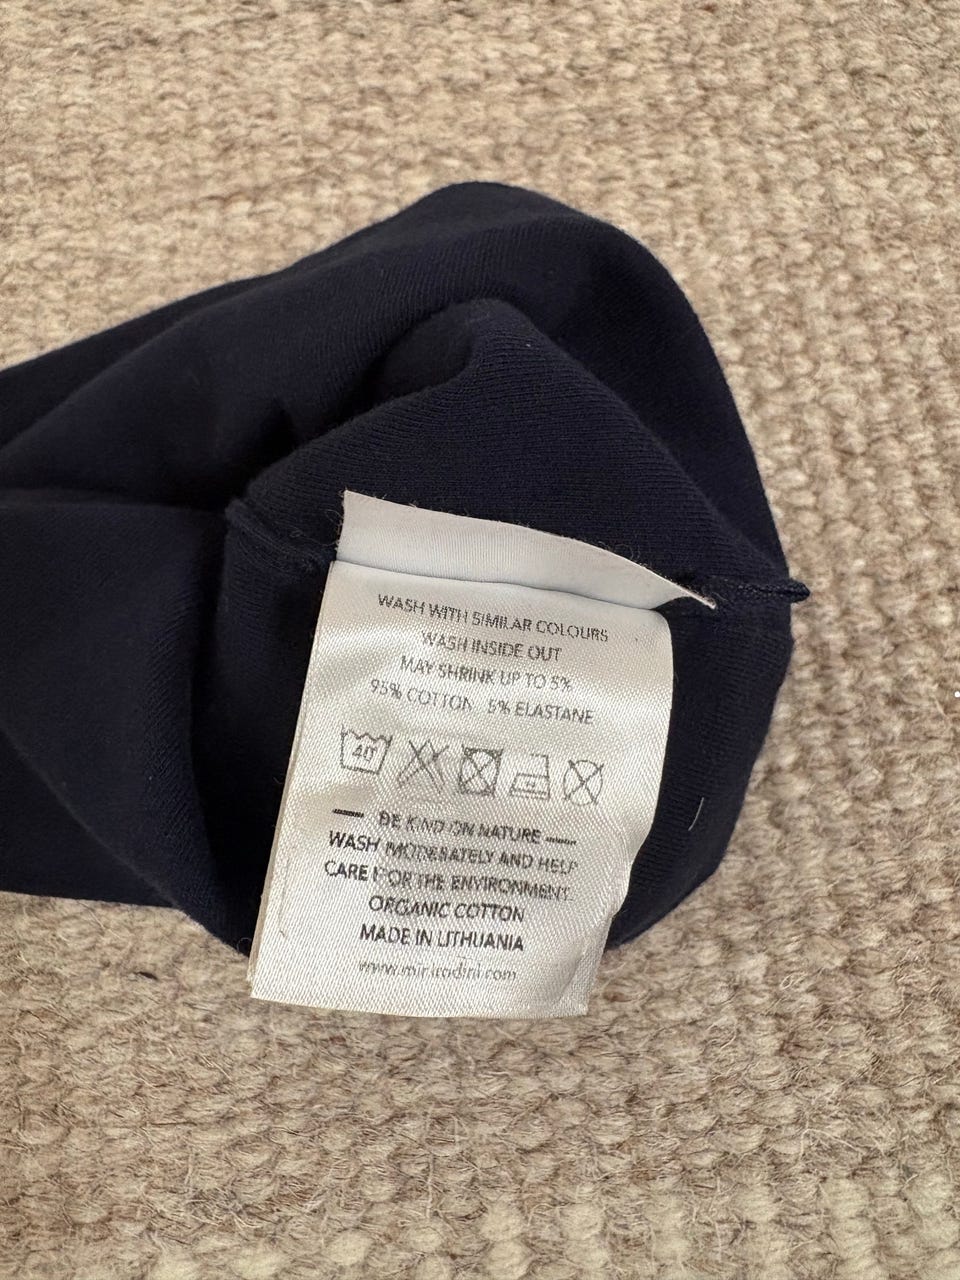 WASH WITH SIMILAR COLOURS
WASH INSIDE OUT
MAY SHRINK UP TO 5%
95% COTTON 5% ELASTANE
40
BE KIND ON NATURE
WASH MODERATELY AND HELP
CARE FOR THE ENVIRONMENT
ORGANIC COTTON
MADE IN LITHUANIA